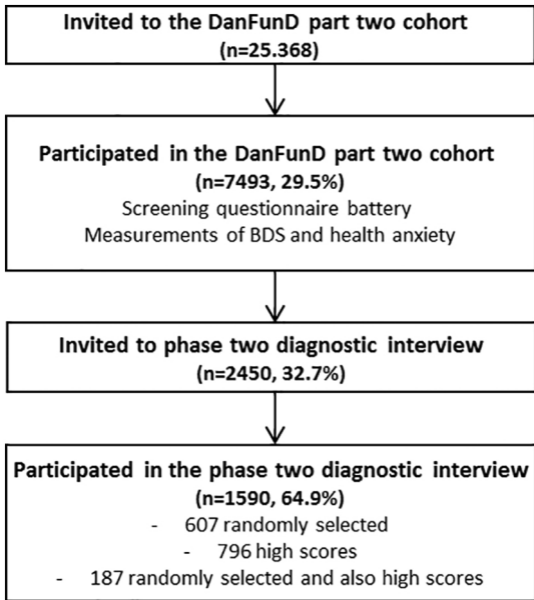 Invited to the DanFunD part two cohort
(n=25.368)
Participated in the DanFunD part two cohort
(n=7493, 29.5%)
Screening questionnaire battery
Measurements of BDS and health anxiety
Invited to phase two diagnostic interview
(n=2450, 32.7%)
Participated in the phase two diagnostic interview
(n=1590, 64.9%)
- 607 randomly selected
- 796 high scores
- 187 randomly selected and also high scores